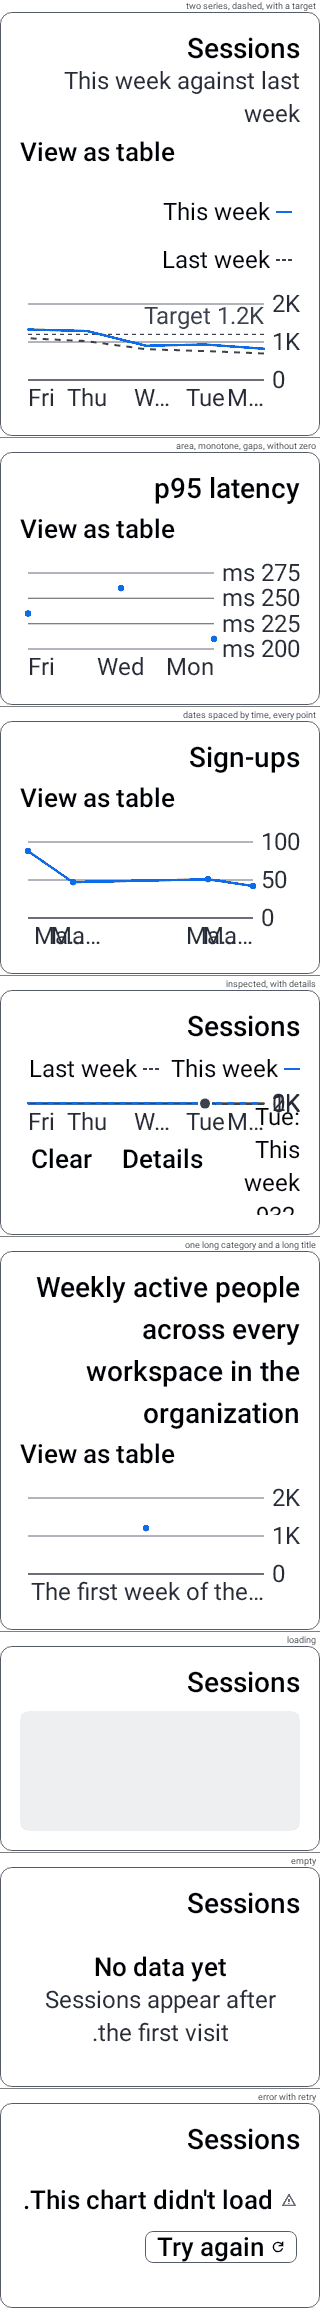 two series, dashed, with a target
Sessions
This week against last
week
View as table
This week
Last week
2K
Target 1.2K
1K
0
Fri Thu W... Tue M...
area, monotone, gaps, without zero
p95 latency
View as table
ms 275
ms 250
ms 225
ms 200
Fri Wed Mon
dates spaced by time, every point
Sign-ups
View as table
100
50
0
Ma... Ma... Ma... Ma...
inspected, with details
Sessions
Last week This week
Fri Thu W... Tue M...
Tue:
This
week
932
Clear Details
one long category and a long title
Weekly active people
across every
workspace in the
organization
View as table
2K
1K
0
The first week of the...
loading
Sessions
empty
Sessions
No data yet
Sessions appear after
.the first visit
error with retry
Sessions
.This chart didn't load
Try again